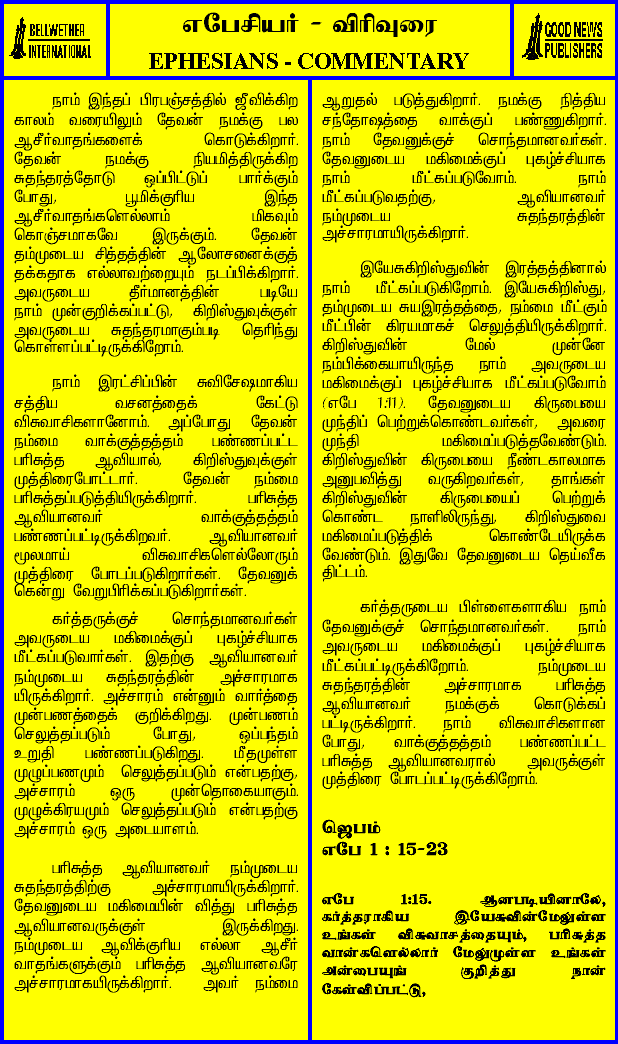 BELLWETHER
INTERNATIONAL
எபேசியர் - விரிவுரை
EPHESIANS - COMMENTARY
GOOD NEWS
PUBLISHERS
நாம் இந்தப் பிரபஞ்சத்தில் ஜீவிக்கிற
காலம் வரையிலும் தேவன் நமக்கு பல
ஆசீர்வாதங்களைக் கொடுக்கிறார்.
தேவன் நமக்கு நியமித்திருக்கிற
சுதந்தரத்தோடு ஒப்பிட்டுப் பார்க்கும்
போது, பூமிக்குரிய இந்த
ஆசீர்வாதங்களெல்லாம் மிகவும்
கொஞ்சமாகவே இருக்கும். தேவன்
தம்முடைய சித்தத்தின் ஆலோசனைக்குத்
தக்கதாக எல்லாவற்றையும் நடப்பிக்கிறார்.
அவருடைய தீர்மானத்தின் படியே
நாம் முன்குறிக்கப்பட்டு, கிறிஸ்துவுக்குள்
அவருடைய சுதந்தரமாகும்படி தெரிந்து
கொள்ளப்பட்டிருக்கிறோம்.
நாம் இரட்சிப்பின் சுவிசேஷமாகிய
சத்திய வசனத்தைக் கேட்டு
விசுவாசிகளானோம். அப்போது தேவன்
நம்மை வாக்குத்தத்தம் பண்ணப்பட்ட
பரிசுத்த ஆவியால், கிறிஸ்துவுக்குள்
முத்திரைபோட்டார். தேவன் நம்மை
பரிசுத்தப்படுத்தியிருக்கிறார். பரிசுத்த
ஆவியானவர் வாக்குத்தத்தம்
பண்ணப்பட்டிருக்கிறவர். ஆவியானவர்
மூலமாய் விசுவாசிகளெல்லோரும்
முத்திரை போடப்படுகிறார்கள். தேவனுக்
கென்று வேறுபிரிக்கப்படுகிறார்கள்.
கர்த்தருக்குச் சொந்தமானவர்கள்
அவருடைய மகிமைக்குப் புகழ்ச்சியாக
மீட்கப்படுவார்கள். இதற்கு ஆவியானவர்
நம்முடைய சுதந்தரத்தின் அச்சாரமாக
யிருக்கிறார். அச்சாரம் என்னும் வார்த்தை
முன்பணத்தைக் குறிக்கிறது. முன்பணம்
செலுத்தப்படும் போது, ஒப்பந்தம்
உறுதி பண்ணப்படுகிறது. மீதமுள்ள
முழுப்பணமும் செலுத்தப்படும் என்பதற்கு,
அச்சாரம் ஒரு முன்தொகையாகும்.
முழுக்கிரயமும் செலுத்தப்படும் என்பதற்கு
அச்சாரம் ஒரு அடையாளம்.
பரிசுத்த ஆவியானவர் நம்முடைய
சுதந்தரத்திற்கு அச்சாரமாயிருக்கிறார்.
தேவனுடைய மகிமையின் வித்து பரிசுத்த
ஆவியானவருக்குள் இருக்கிறது.
நம்முடைய ஆவிக்குரிய எல்லா ஆசீர்
வாதங்களுக்கும் பரிசுத்த ஆவியானவரே
அச்சாரமாகயிருக்கிறார். அவர் நம்மை
ஆறுதல் படுத்துகிறார். நமக்கு நித்திய
சந்தோஷத்தை வாக்குப் பண்ணுகிறார்.
நாம் தேவனுக்குச் சொந்தமானவர்கள்.
தேவனுடைய மகிமைக்குப் புகழ்ச்சியாக
நாம் மீட்கப்படுவோம். நாம்
மீட்கப்படுவதற்கு, ஆவியானவர்
நம்முடைய சுதந்தரத்தின்
அச்சாரமாயிருக்கிறார்.
இயேசுகிறிஸ்துவின் இரத்தத்தினால்
நாம் மீட்கப்படுகிறோம். இயேசுகிறிஸ்து,
தம்முடைய சுயஇரத்தத்தை, நம்மை மீட்கும்
மீட்பின் கிரயமாகச் செலுத்தியிருக்கிறார்.
கிறிஸ்துவின் மேல் முன்னே
நம்பிக்கையாயிருந்த நாம் அவருடைய
மகிமைக்குப் புகழ்ச்சியாக மீட்கப்படுவோம்
(எபே 1:11). தேவனுடைய கிருபையை
முந்திப் பெற்றுக்கொண்டவர்கள், அவரை
முந்தி மகிமைப்படுத்தவேண்டும்.
கிறிஸ்துவின் கிருபையை நீண்டகாலமாக
அனுபவித்து வருகிறவர்கள், தாங்கள்
கிறிஸ்துவின் கிருபையைப் பெற்றுக்
கொண்ட நாளிலிருந்து, கிறிஸ்துவை
மகிமைப்படுத்திக் கொண்டேயிருக்க
வேண்டும். இதுவே தேவனுடைய தெய்வீக
திட்டம்.
கர்த்தருடைய பிள்ளைகளாகிய நாம்
தேவனுக்குச் சொந்தமானவர்கள். நாம்
அவருடைய மகிமைக்குப் புகழ்ச்சியாக
மீட்கப்பட்டிருக்கிறோம். நம்முடைய
சுதந்தரத்தின் அச்சாரமாக பரிசுத்த
ஆவியானவர் நமக்குக் கொடுக்கப்
பட்டிருக்கிறார். நாம் விசுவாசிகளான
போது, வாக்குத்தத்தம் பண்ணப்பட்ட
பரிசுத்த ஆவியானவரால் அவருக்குள்
முத்திரை போடப்பட்டிருக்கிறோம்.
ஜெபம்
எபே 1 : 15-23
எபே 1:15. ஆனபடியினாலே,
கர்த்தராகிய இயேசுவின்மேலுள்ள
உங்கள் விசுவாசத்தையும், பரிசுத்த
வான்களெல்லார் மேலுமுள்ள உங்கள்
அன்பையுங் குறித்து நான்
கேள்விப்பட்டு,